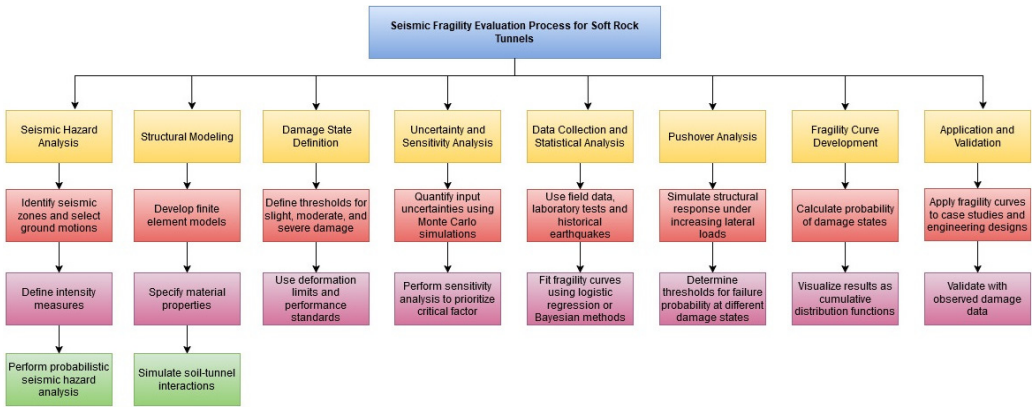 Seismic Fragility Evaluation Process for Soft Rock
Tunnels
Seismic Hazard
Analysis
Structural Modeling
Damage State
Definition
Uncertainty and
Sensitivity Analysis
Data Collection and
Statistical Analysis
Pushover Analysis
Fragility Curve
Development
Application and
Validation
Identify seismic
zones and select
ground motions
Develop finite
element models
Define thresholds for
slight, moderate, and
severe damage
Quantify input
uncertainties using
Monte Carlo
simulations
Use field data,
laboratory tests and
historical
earthquakes
Simulate structural
response under
increasing lateral
loads
Calculate probability
of damage states
Apply fragility curves
to case studies and
engineering designs
Define intensity
measures
Specify material
properties
Use deformation
limits and
performance
standards
Perform sensitivity
analysis to prioritize
critical factor
Fit fragility curves
using logistic
regression or
Bayesian methods
Determine
thresholds for failure
probability at different
damage states
Visualize results as
cumulative
distribution functions
Validate with
observed damage
data
Perform probabilistic
seismic hazard
analysis
Simulate soil-tunnel
interactions